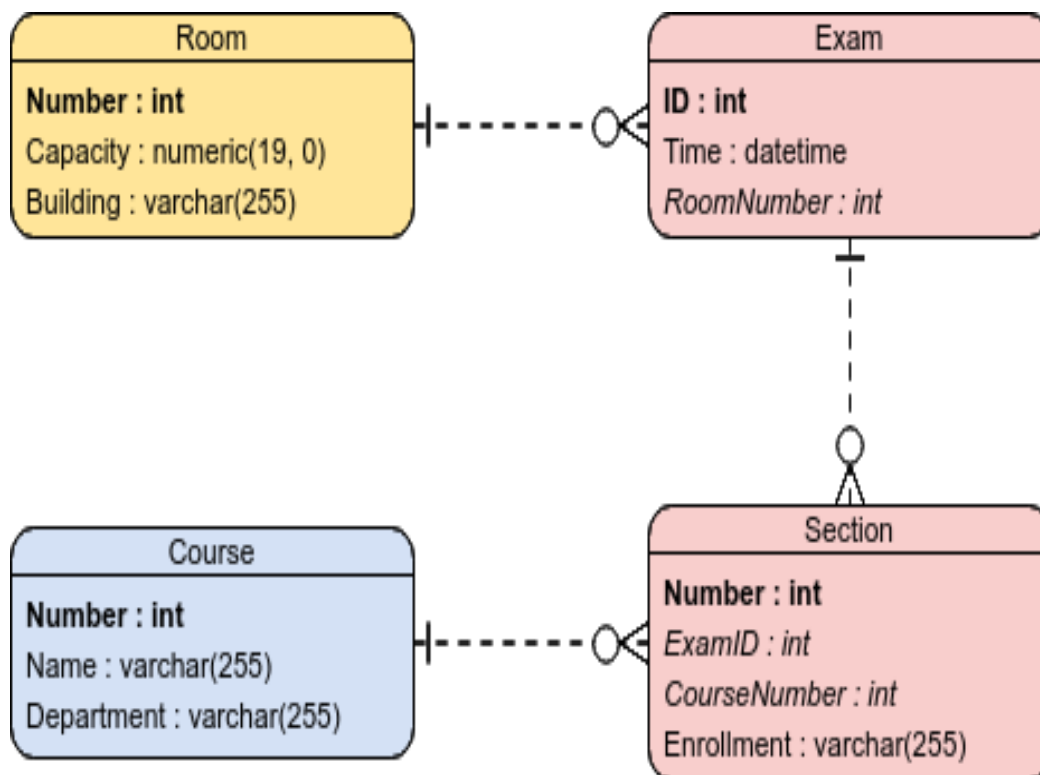 Room
Number : int
Capacity : numeric(19, 0)
Building : varchar(255)
Exam
ID : int
Time : datetime
RoomNumber : int
Course
Number : int
Name : varchar(255)
Department : varchar(255)
Section
Number : int
ExamID : int
CourseNumber : int
Enrollment : varchar(255)